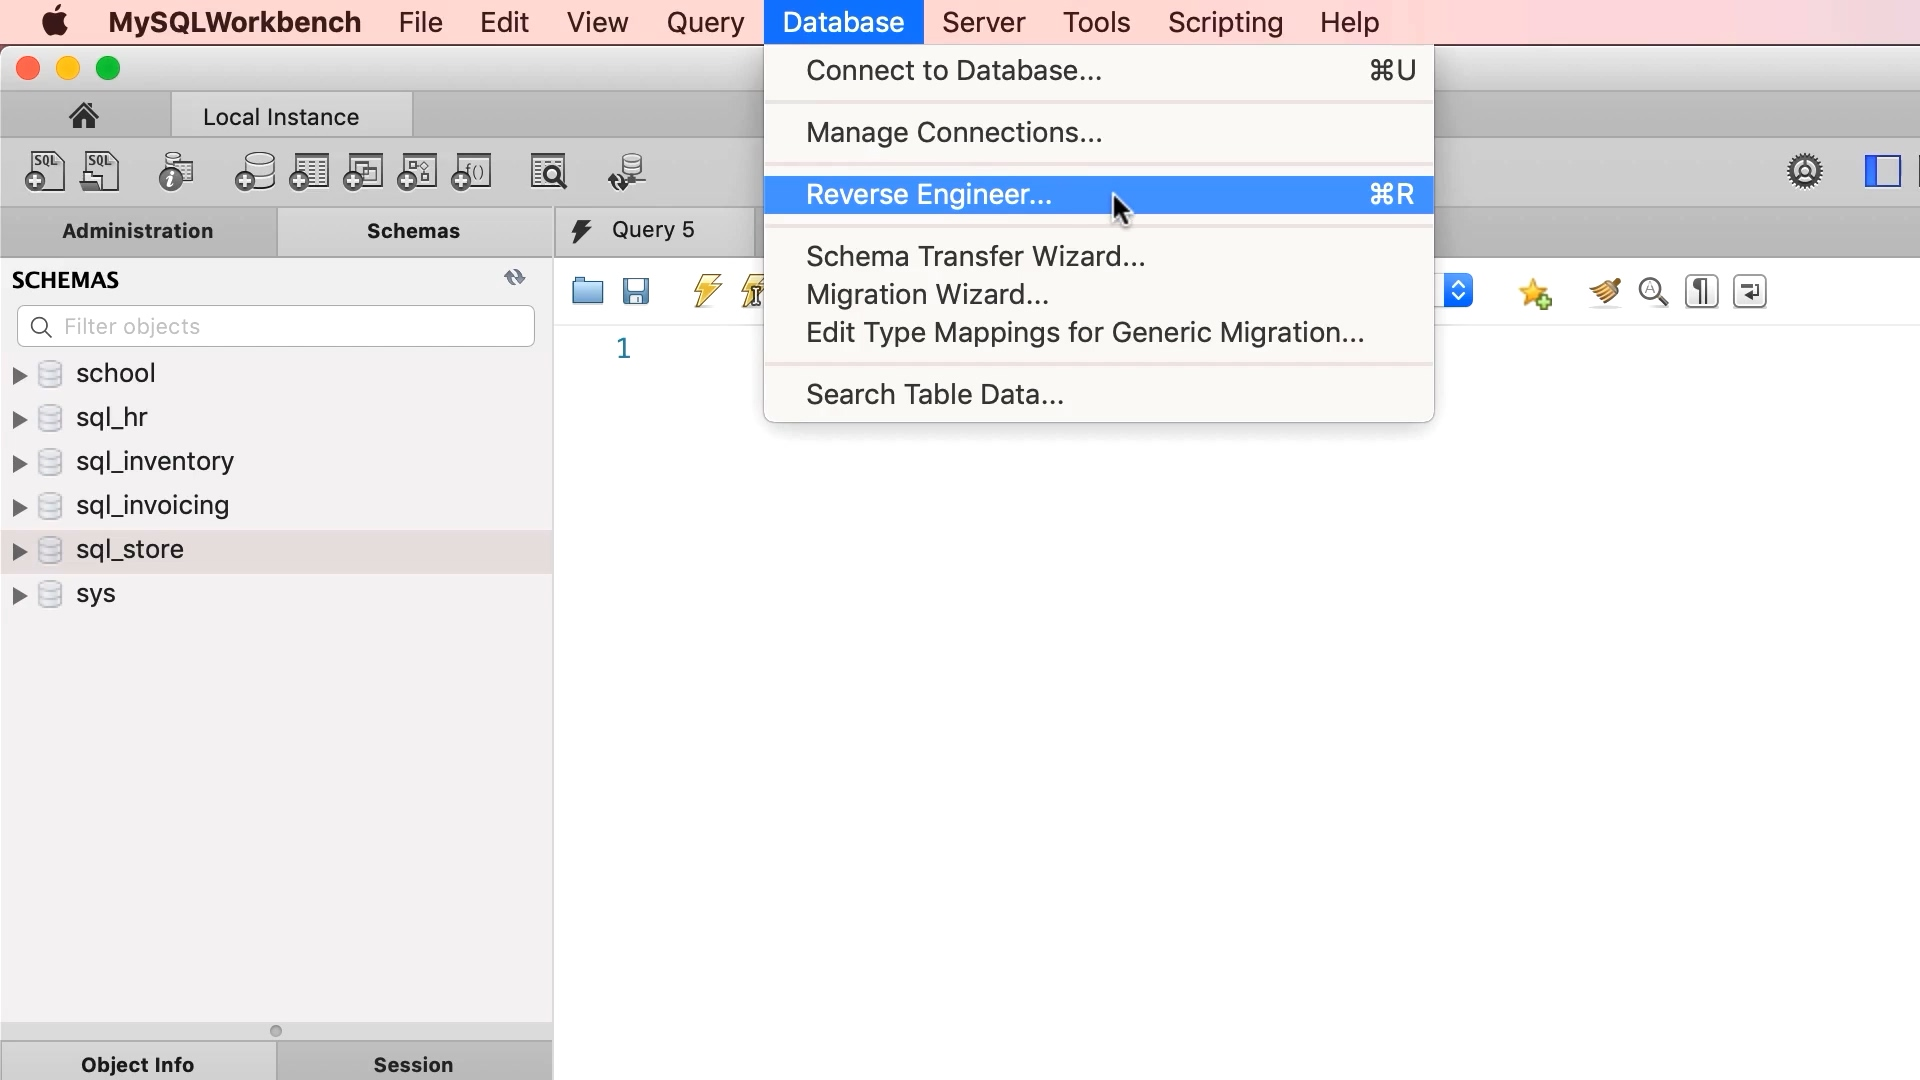 MySQLWorkbench File Edit View Query Database Server Tools Scripting Help
Connect to Database... ⌘U
Local Instance
Manage Connections...
SQL SQL f()
Reverse Engineer... ⌘R
Administration Schemas Query 5
Schema Transfer Wizard...
SCHEMAS
Migration Wizard...
Filter objects
Edit Type Mappings for Generic Migration...
1
school
Search Table Data...
sql_hr
sql_inventory
sql_invoicing
sql_store
sys
Object Info Session